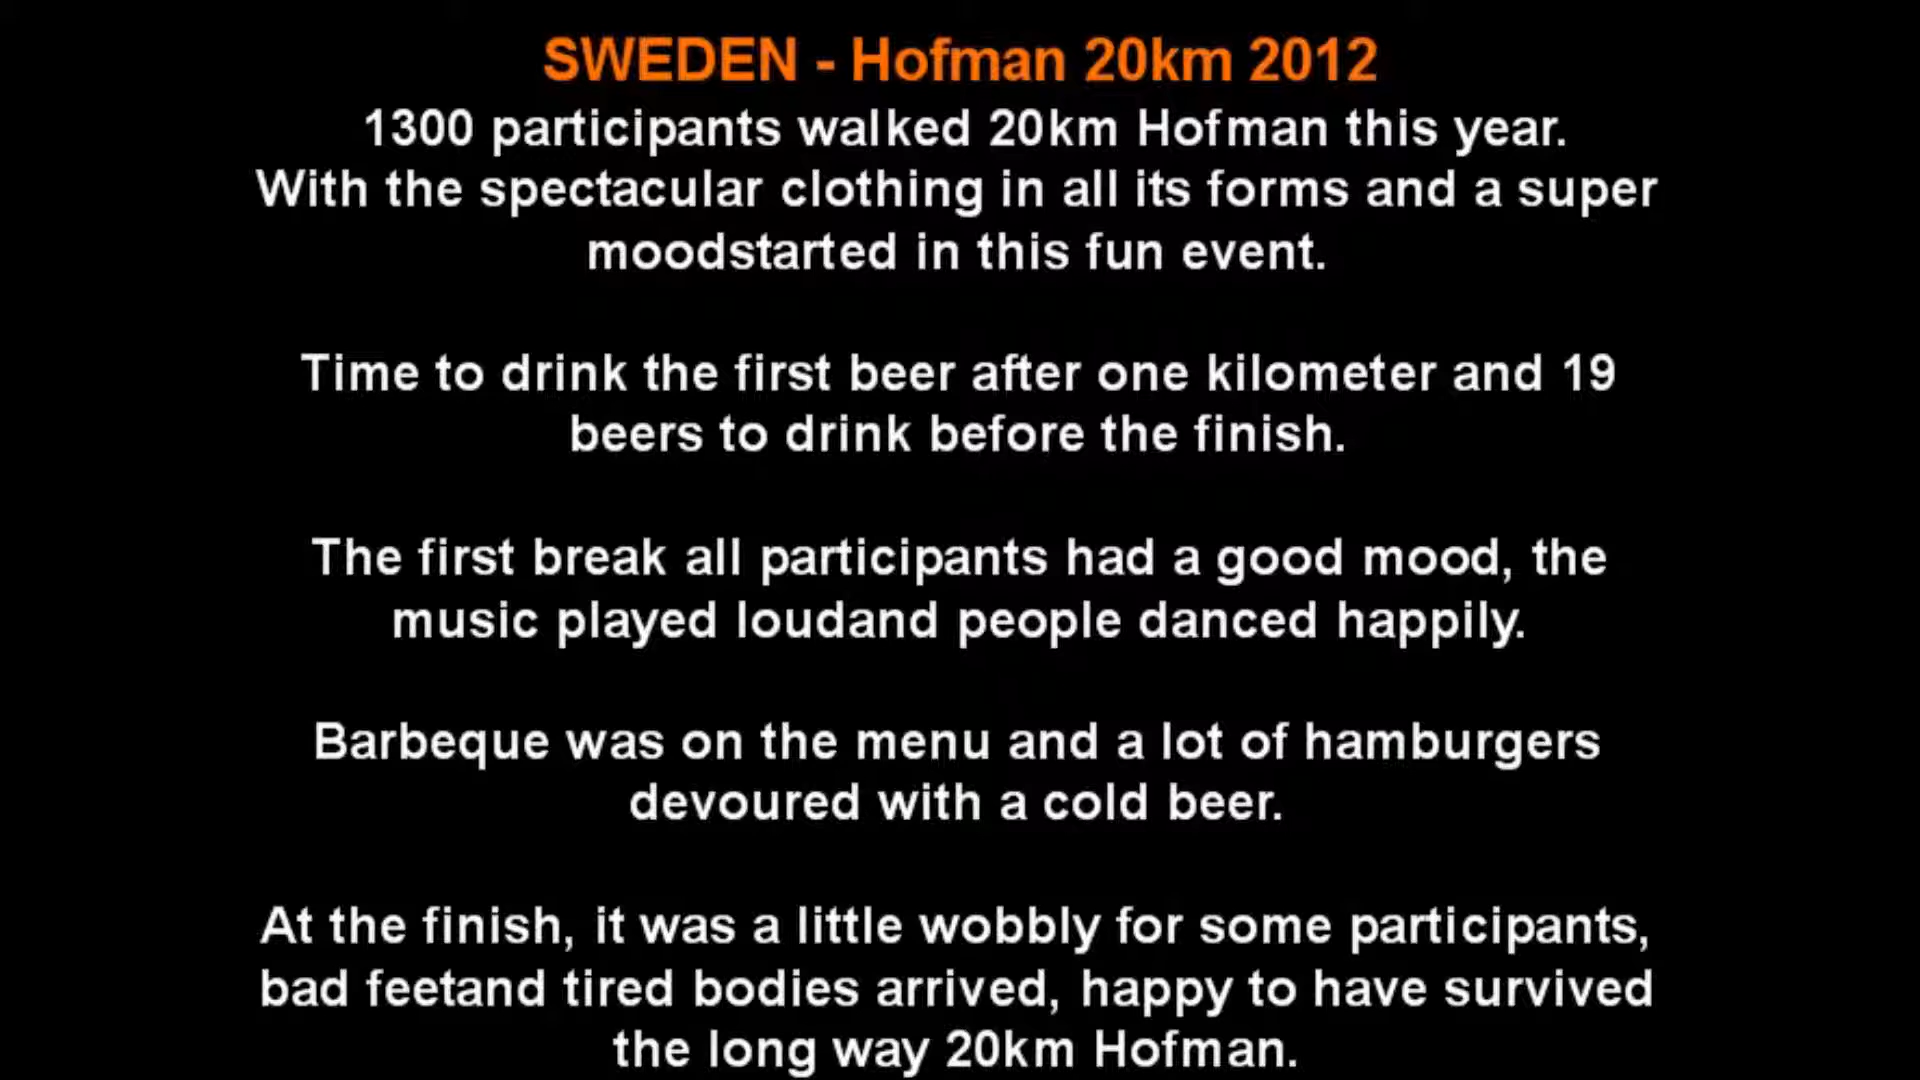 SWEDEN - Hofman 20km 2012
1300 participants walked 20km Hofman this year.
With the spectacular clothing in all its forms and a super
moodstarted in this fun event.
Time to drink the first beer after one kilometer and 19
beers to drink before the finish.
The first break all participants had a good mood, the
music played loudand people danced happily.
Barbeque was on the menu and a lot of hamburgers
devoured with a cold beer.
At the finish, it was a little wobbly for some participants,
bad feetand tired bodies arrived, happy to have survived
the long way 20km Hofman.